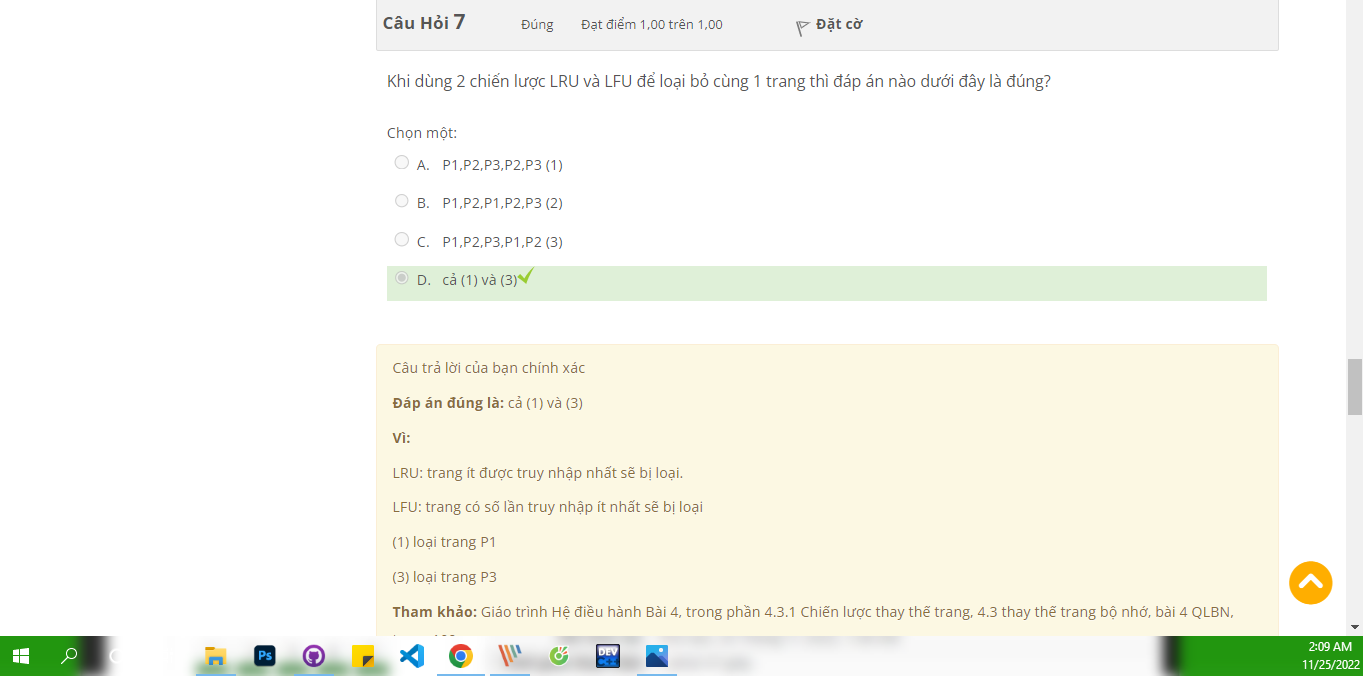 Câu Hỏi 7 Đúng Đạt điểm 1,00 trên 1,00 Đặt cờ
Khi dùng 2 chiến lược LRU và LFU để loại bỏ cùng 1 trang thì đáp án nào dưới đây là đúng?
Chọn một:
A. P1,P2,P3,P2,P3 (1)
B. P1,P2,P1,P2,P3 (2)
C. P1,P2,P3,P1,P2 (3)
D. cả (1) và (3)
Câu trả lời của bạn chính xác
Đáp án đúng là: cả (1) và (3)
Vì:
LRU: trang ít được truy nhập nhất sẽ bị loại.
LFU: trang có số lần truy nhập ít nhất sẽ bị loại
(1) loại trang P1
(3) loại trang P3
Tham khảo: Giáo trình Hệ điều hành Bài 4, trong phần 4.3.1 Chiến lược thay thế trang, 4.3 thay thế trang bộ nhớ, bài 4 QLBN,
Ps
DEV
2:09 AM
11/25/2022